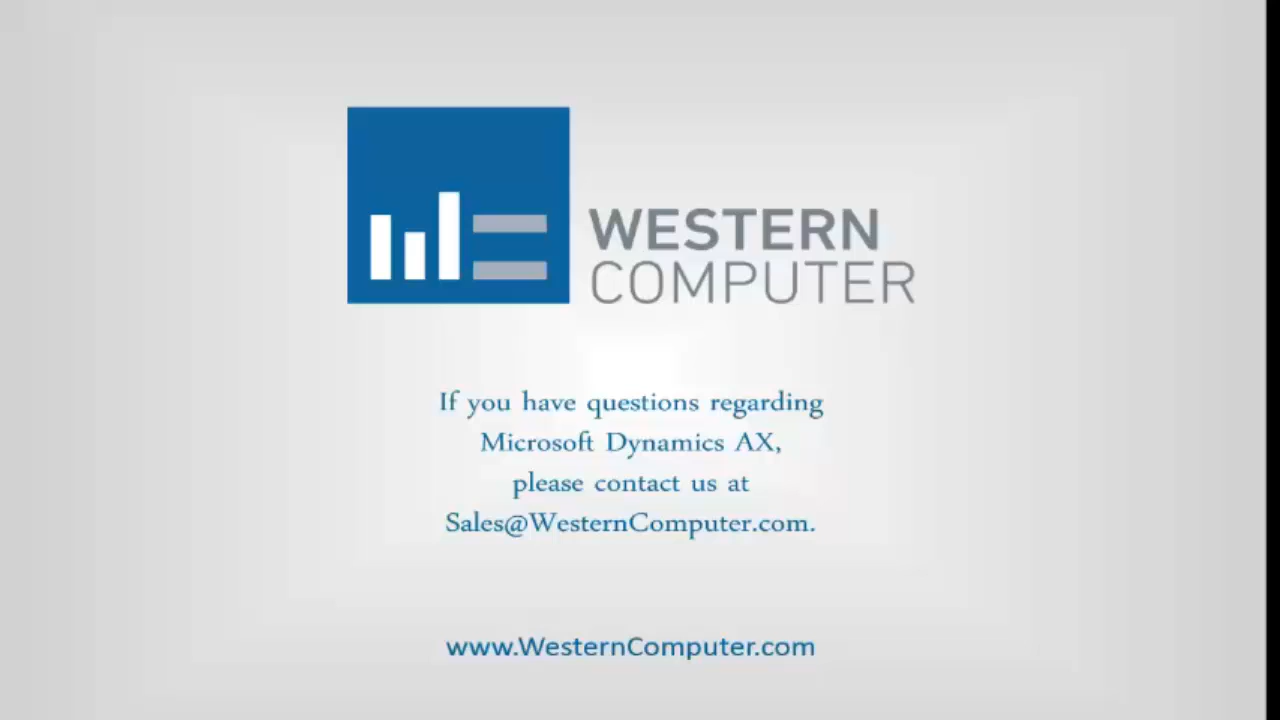 WESTERN
COMPUTER
If you have questions regarding
Microsoft Dynamics AX,
please contact us at
Sales@WesternComputer.com.
www.WesternComputer.com